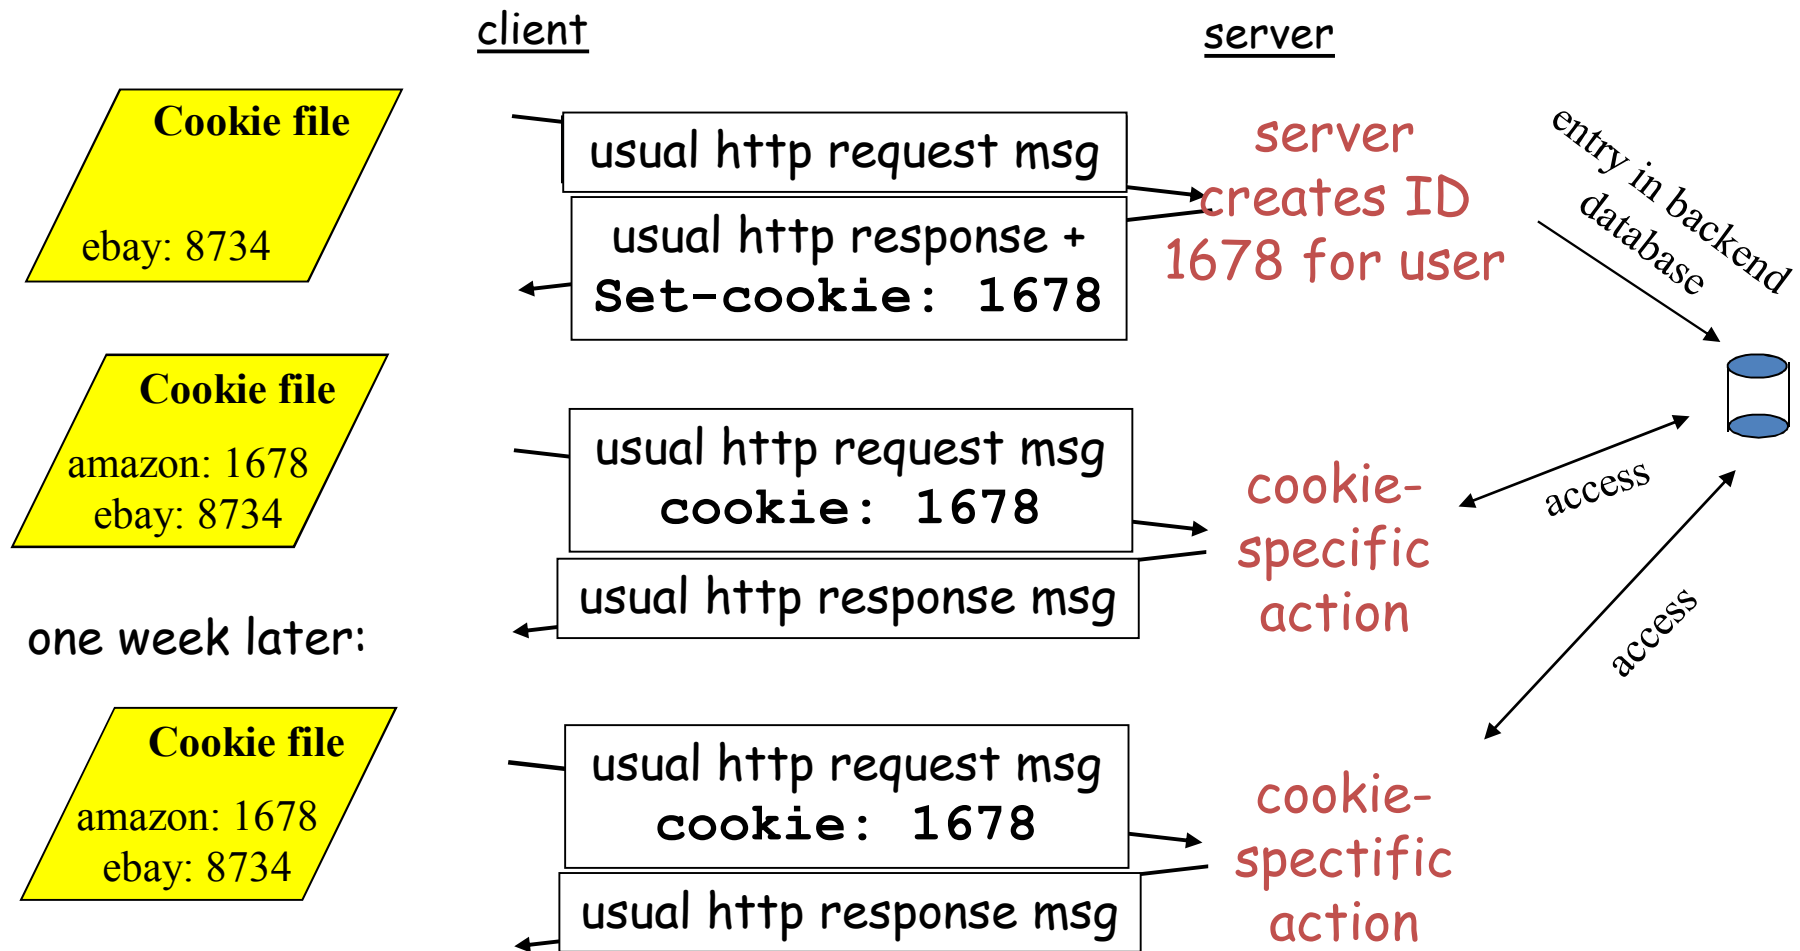 client
server
Cookie file
ebay: 8734
usual http request msg
usual http response +
Set-cookie: 1678
server
creates ID
1678 for user
entry in backend
database
Cookie file
amazon: 1678
ebay: 8734
usual http request msg
cookie: 1678
usual http response msg
cookie-
specific
action
access
access
one week later:
Cookie file
amazon: 1678
ebay: 8734
usual http request msg
cookie: 1678
usual http response msg
cookie-
spectific
action